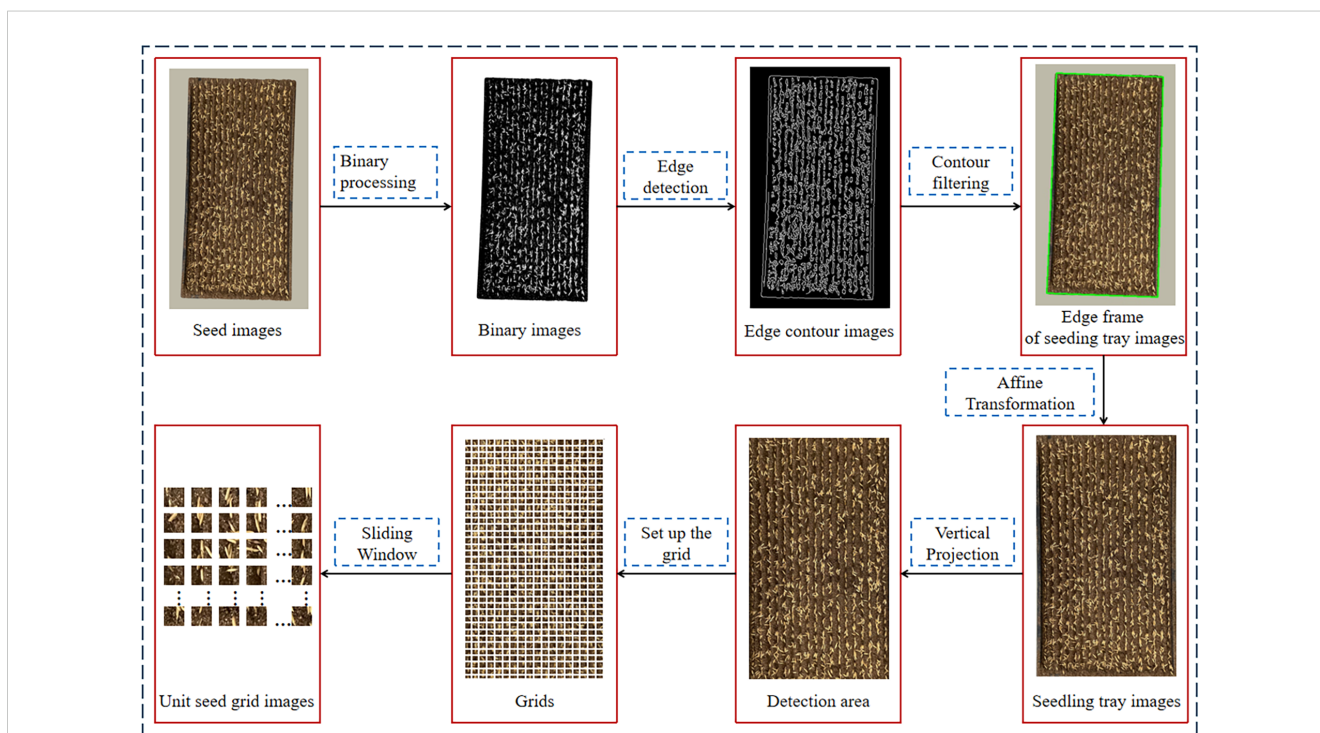 Binary
processing
Edge
detection
Contour
filtering
Seed images
Binary images
Edge contour images
Edge frame
of seeding tray images
Affine
Transformation
Sliding
Window
Set up the
grid
Vertical
Projection
Unit seed grid images
Grids
Detection area
Seedling tray images